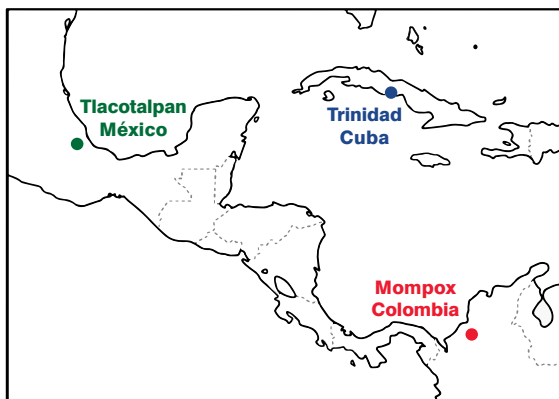 Tlacotalpan
México
Trinidad
Cuba
Mompox
Colombia